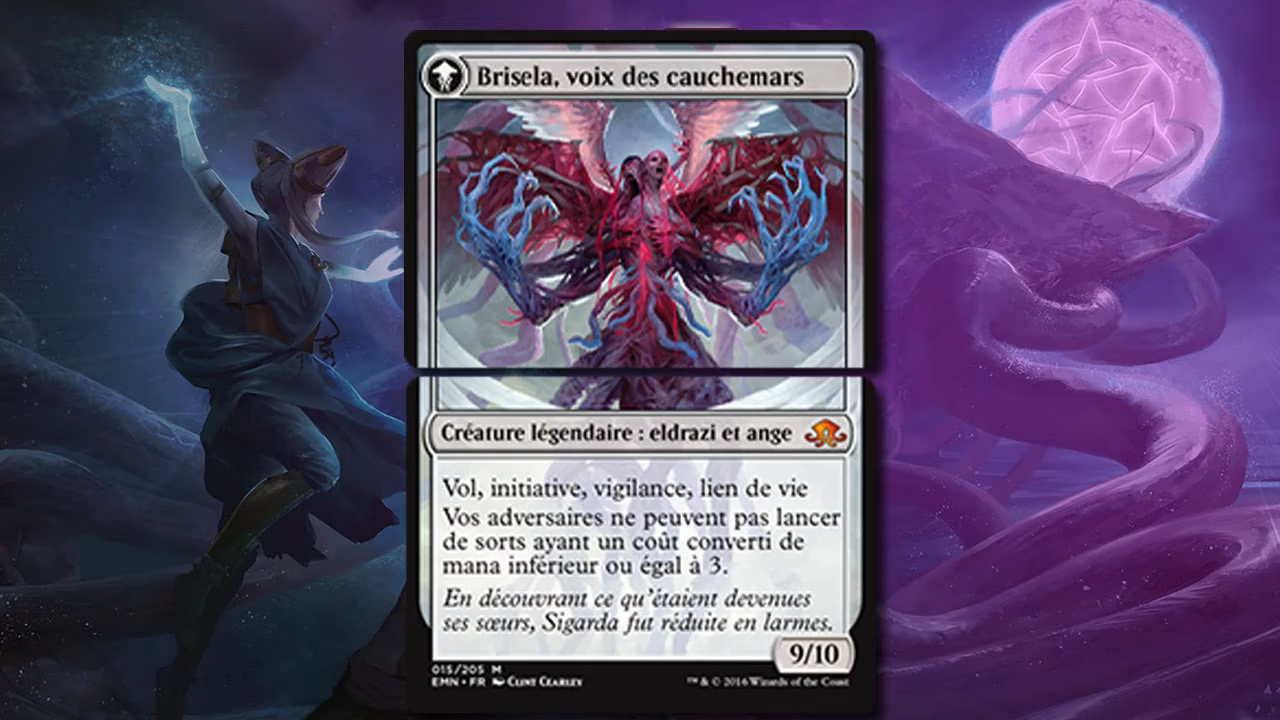 Brisela, voix des cauchemars
Créature légendaire : eldrazi et ange
Vol, initiative, vigilance, lien de vie
Vos adversaires ne peuvent pas lancer
de sorts ayant un coût converti de
mana inférieur ou égal à 3.
En découvrant ce qu'étaient devenues
ses sœurs, Sigarda fut réduite en larmes.
9/10
015/205 M
EMN • FR Clint Cearley
™ & © 2016 Wizards of the Coast